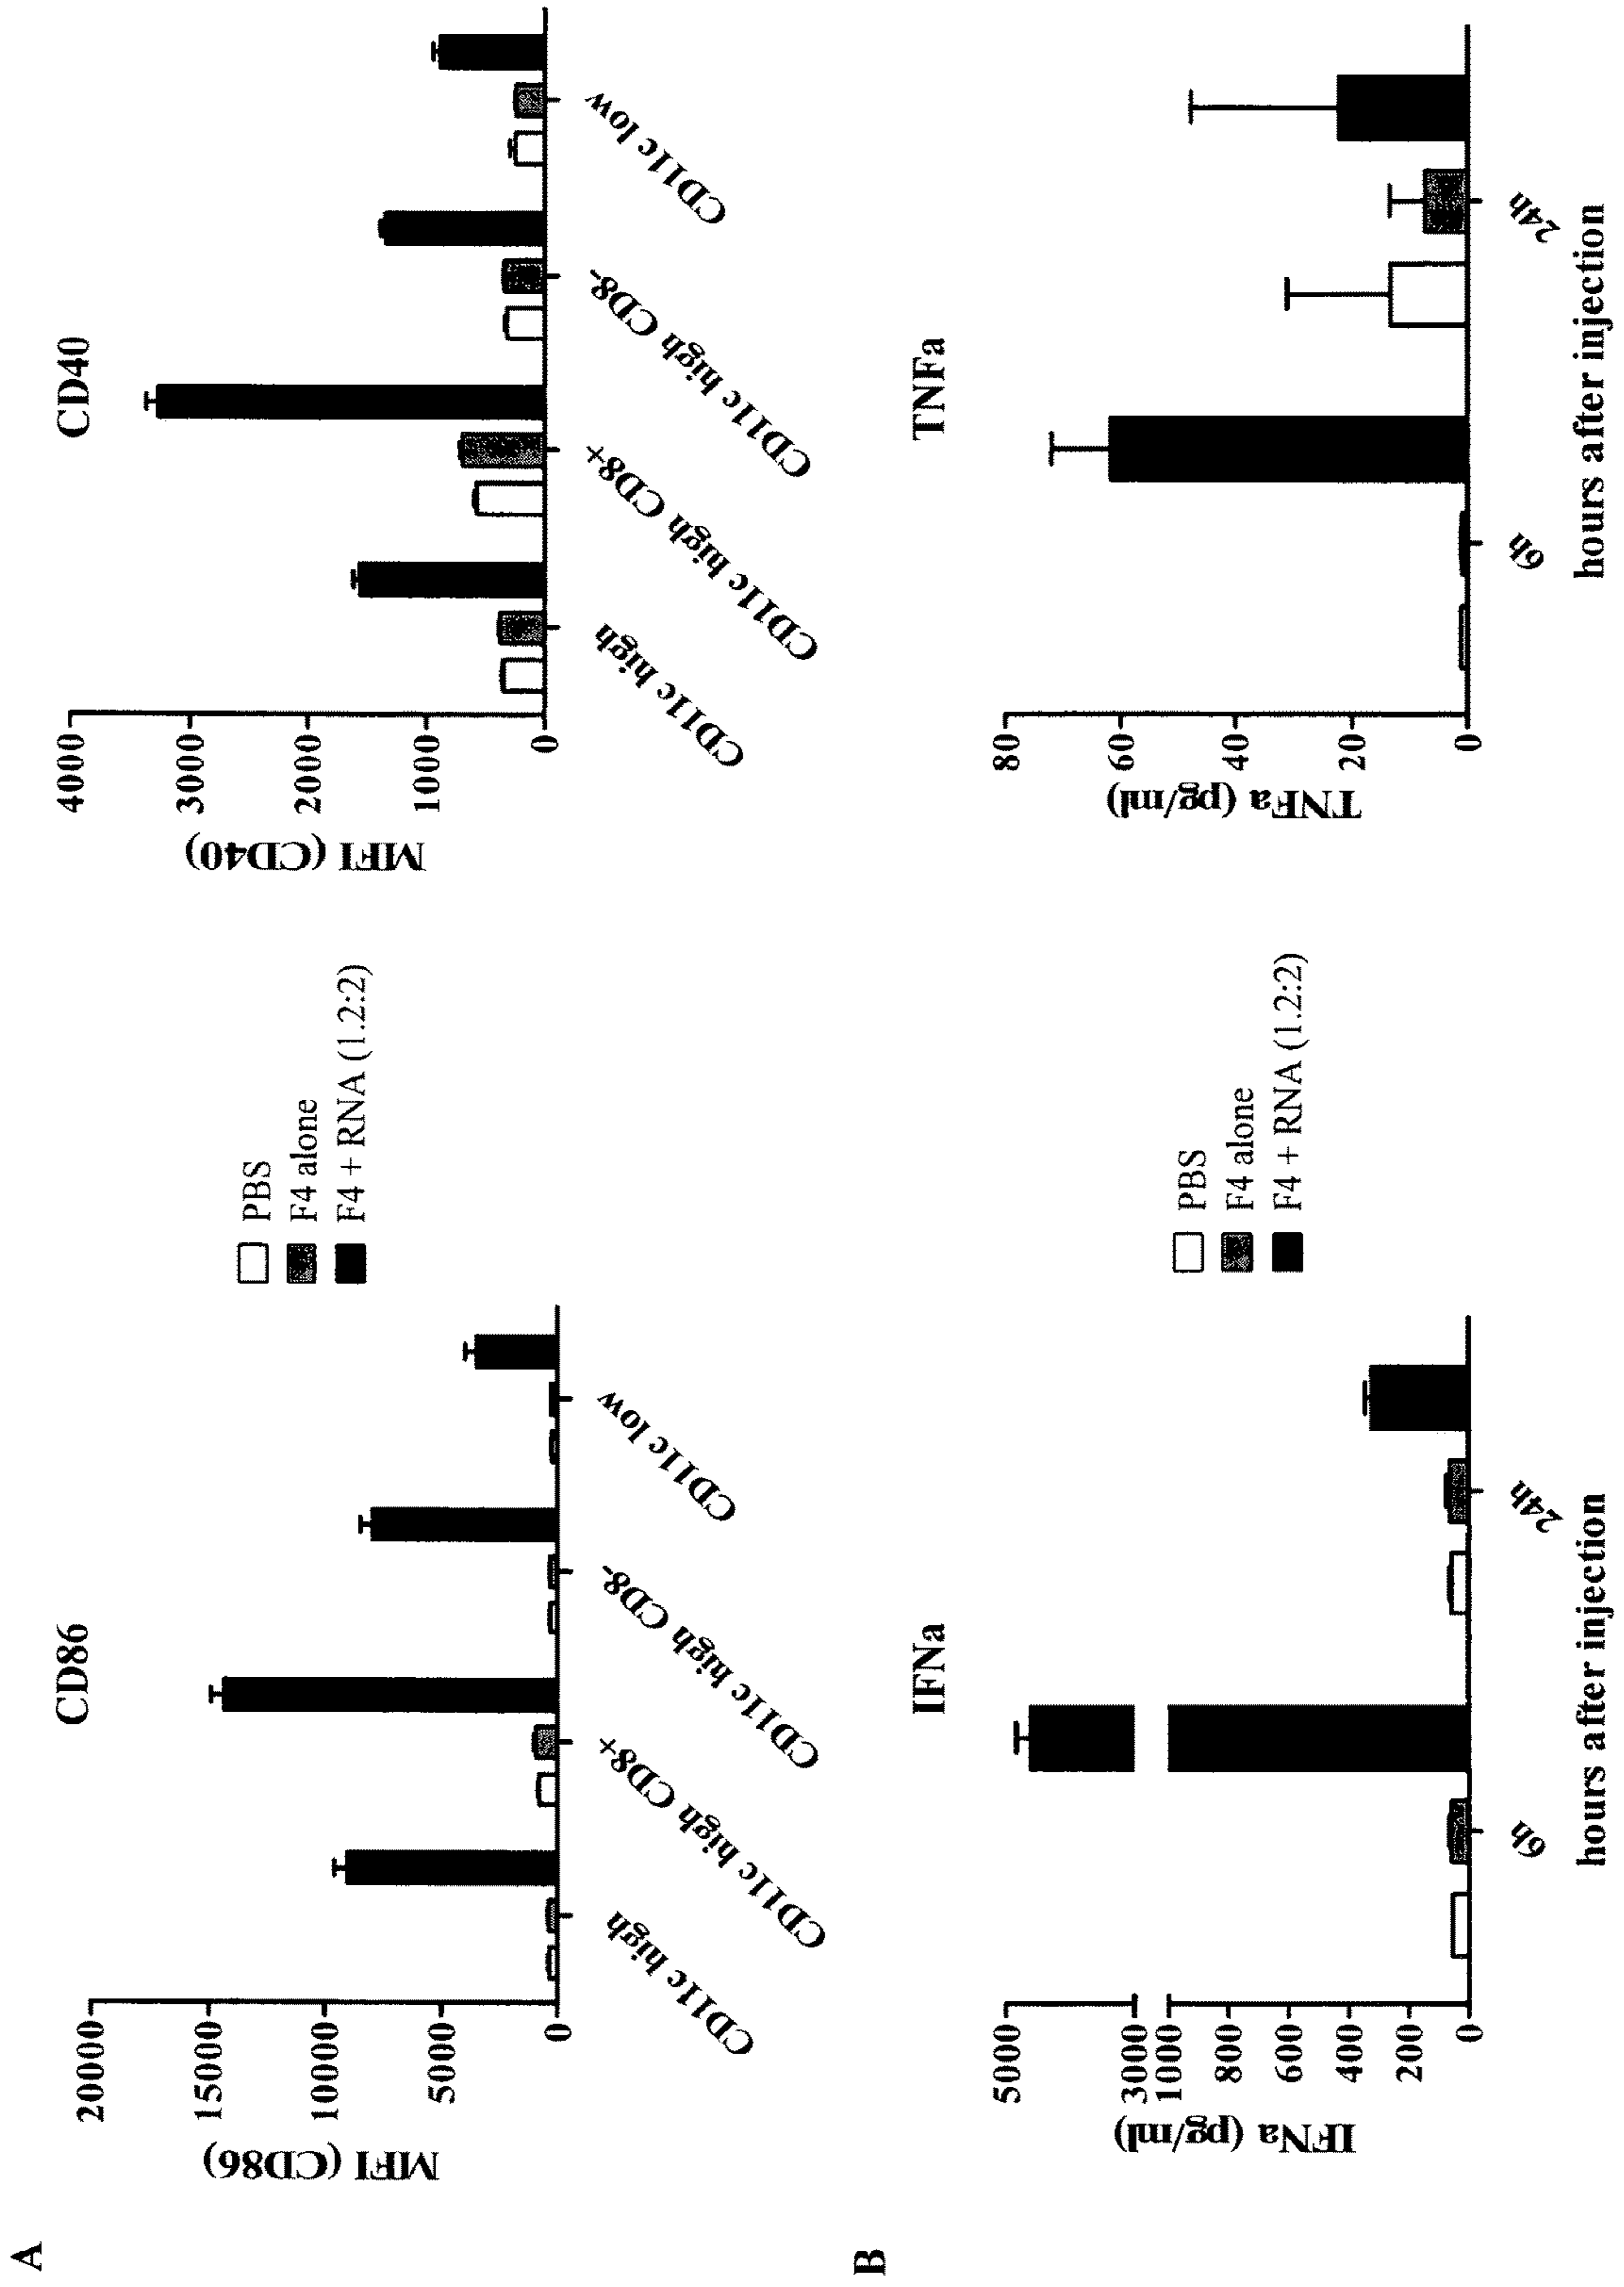 A
CD86
MFI (CD86)
20000
15000
10000
5000
0
CD11c high
CD11c high CD8+
CD11c high CD8-
CD11c low
PBS
F4 alone
F4 + RNA (1.2:2)
CD40
MFI (CD40)
4000
3000
2000
1000
0
CD11c high
CD11c high CD8+
CD11c high CD8-
CD11c low
B
IFNa
IFNa (pg/ml)
5000
3000
1000
800
600
400
200
0
6h
24h
hours after injection
PBS
F4 alone
F4 + RNA (1.2:2)
TNFa
TNFa (pg/ml)
80
60
40
20
0
6h
24h
hours after injection